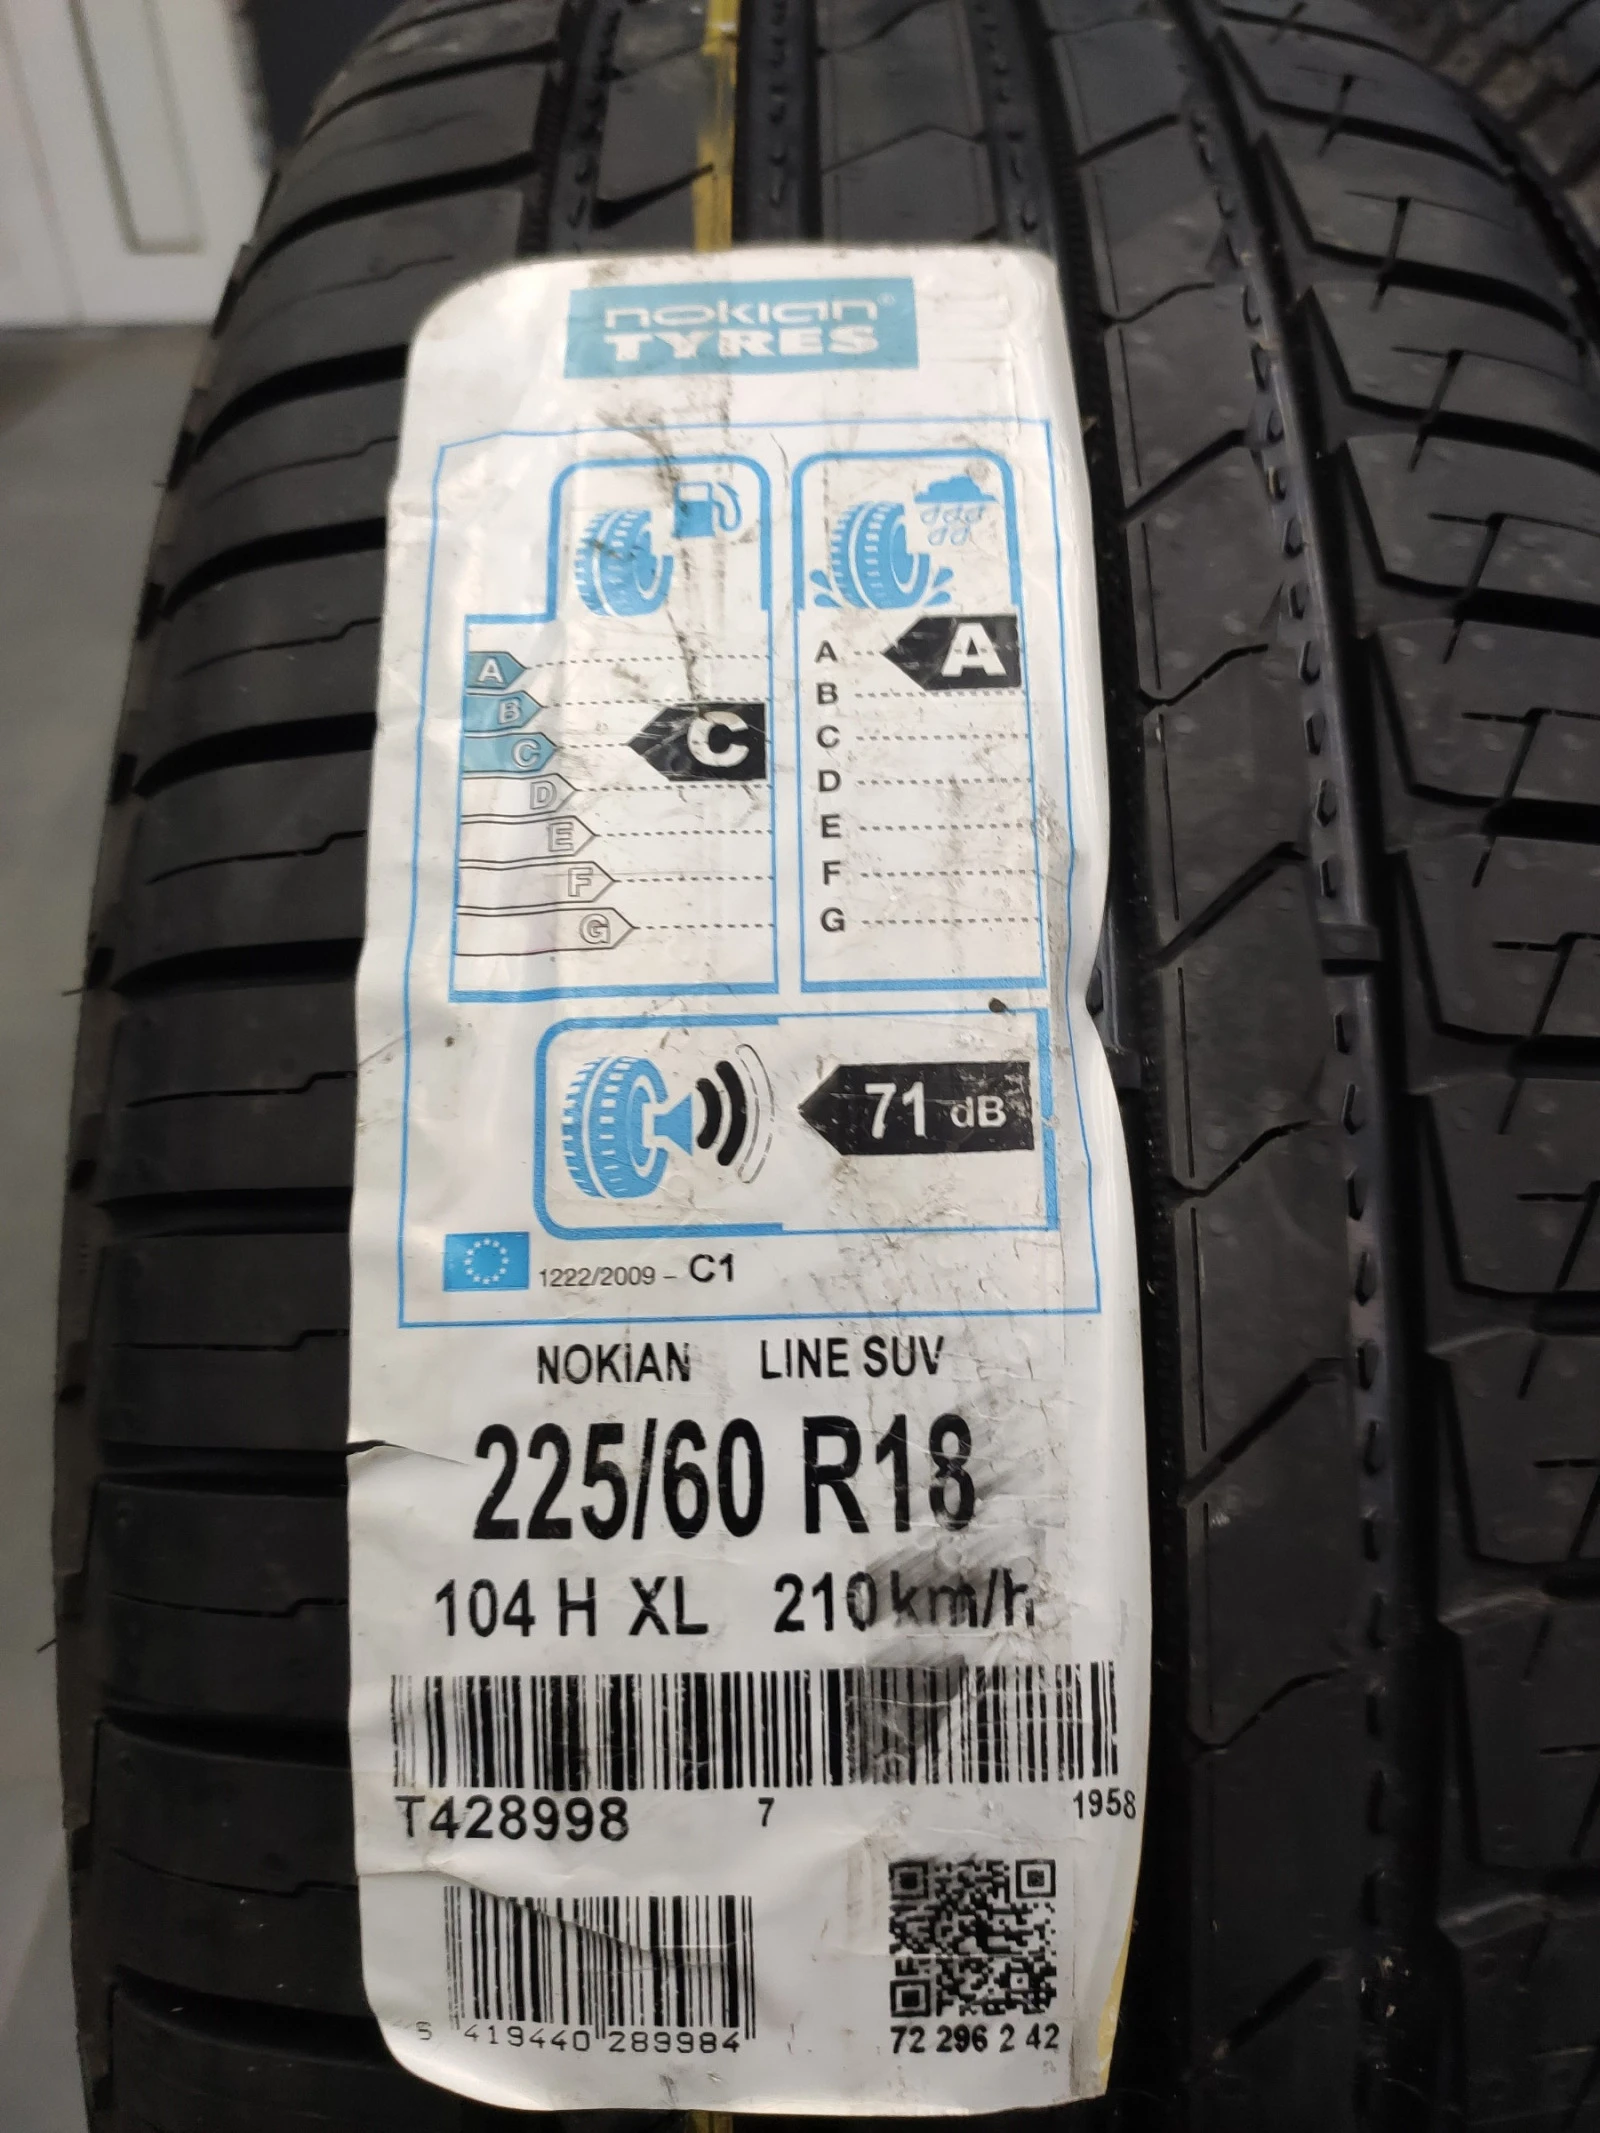 nokian®
TYRES
A
B
C
D
E
F
G
C
A
B
C
D
E
F
G
A
71 dB
1222/2009 – C1
NOKIAN LINE SUV
225/60 R18
104 H XL 210 km/h
T428998 7 1958
6 419440 289984
72 296 2 42